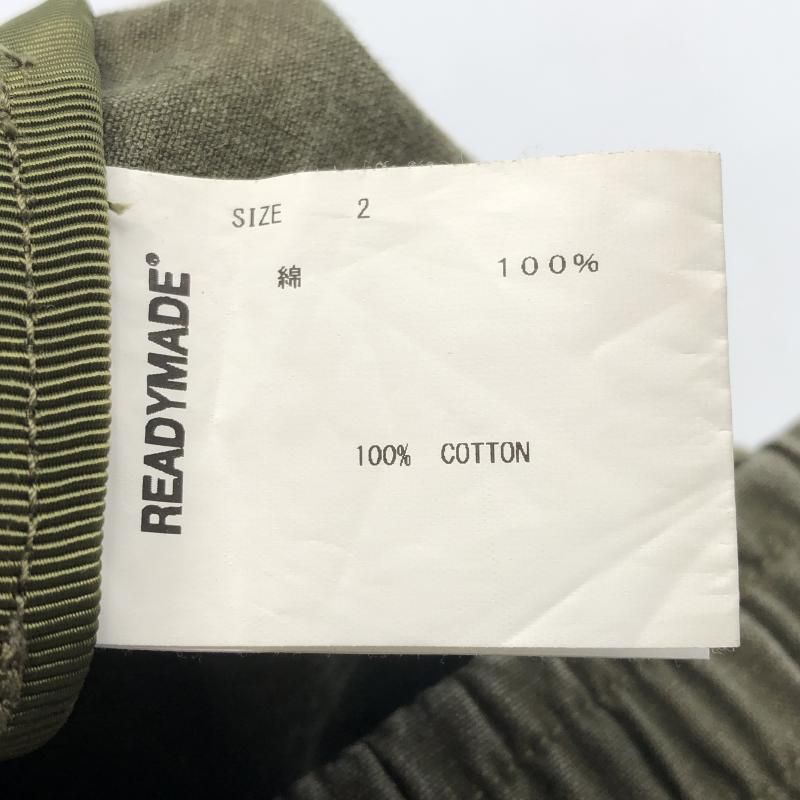 SIZE 2
綿 １００％
100% COTTON
READYMADE®